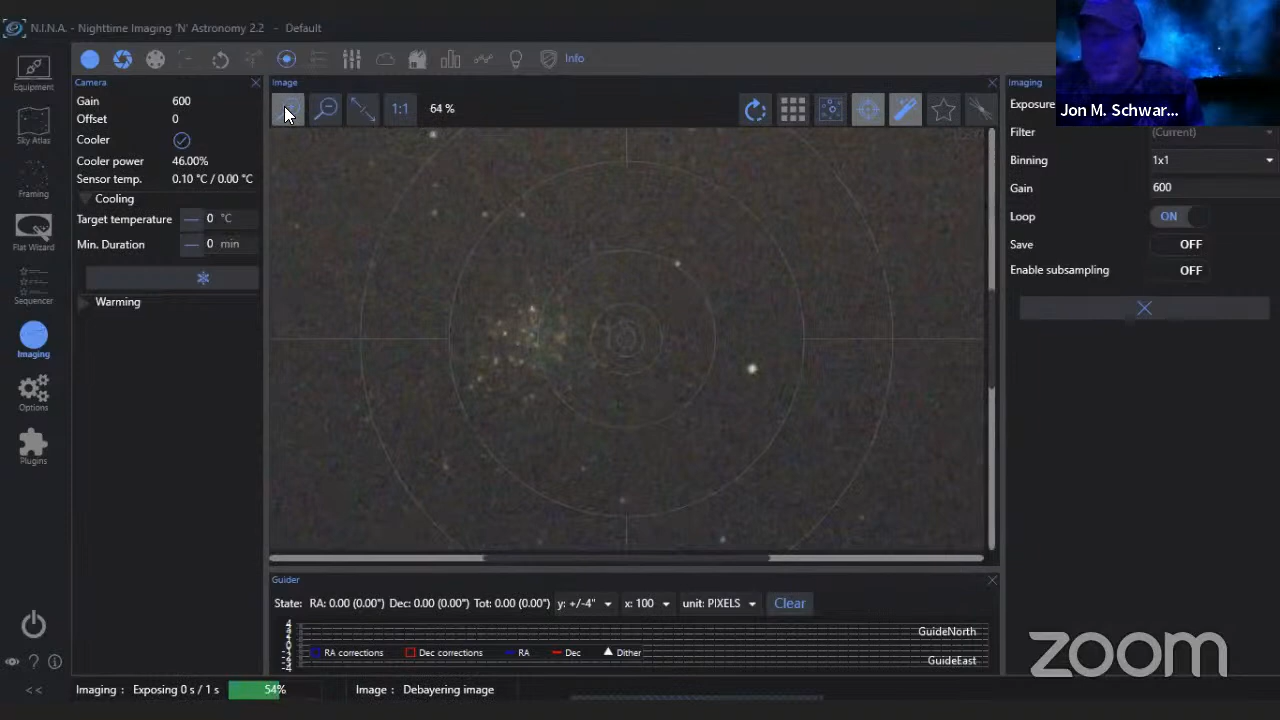 N.I.N.A. - Nighttime Imaging 'N' Astronomy 2.2 - Default
Info
Jon M. Schwar...
Equipment
Sky Atlas
Framing
Flat Wizard
Sequencer
Imaging
Options
Plugins
<<
Camera
Gain 600
Offset 0
Cooler
Cooler power 46.00%
Sensor temp. 0.10 °C / 0.00 °C
Cooling
Target temperature 0 °C
Min. Duration 0 min
Warming
Image
1:1 64 %
Imaging
Exposure
Filter (Current)
Binning 1x1
Gain 600
Loop ON
Save OFF
Enable subsampling OFF
Guider
State: RA: 0.00 (0.00") Dec: 0.00 (0.00") Tot: 0.00 (0.00") y: +/-4" x: 100 unit: PIXELS Clear
GuideNorth
RA corrections Dec corrections RA Dec Dither
GuideEast
zoom
Imaging : Exposing 0 s / 1 s 54% Image : Debayering image